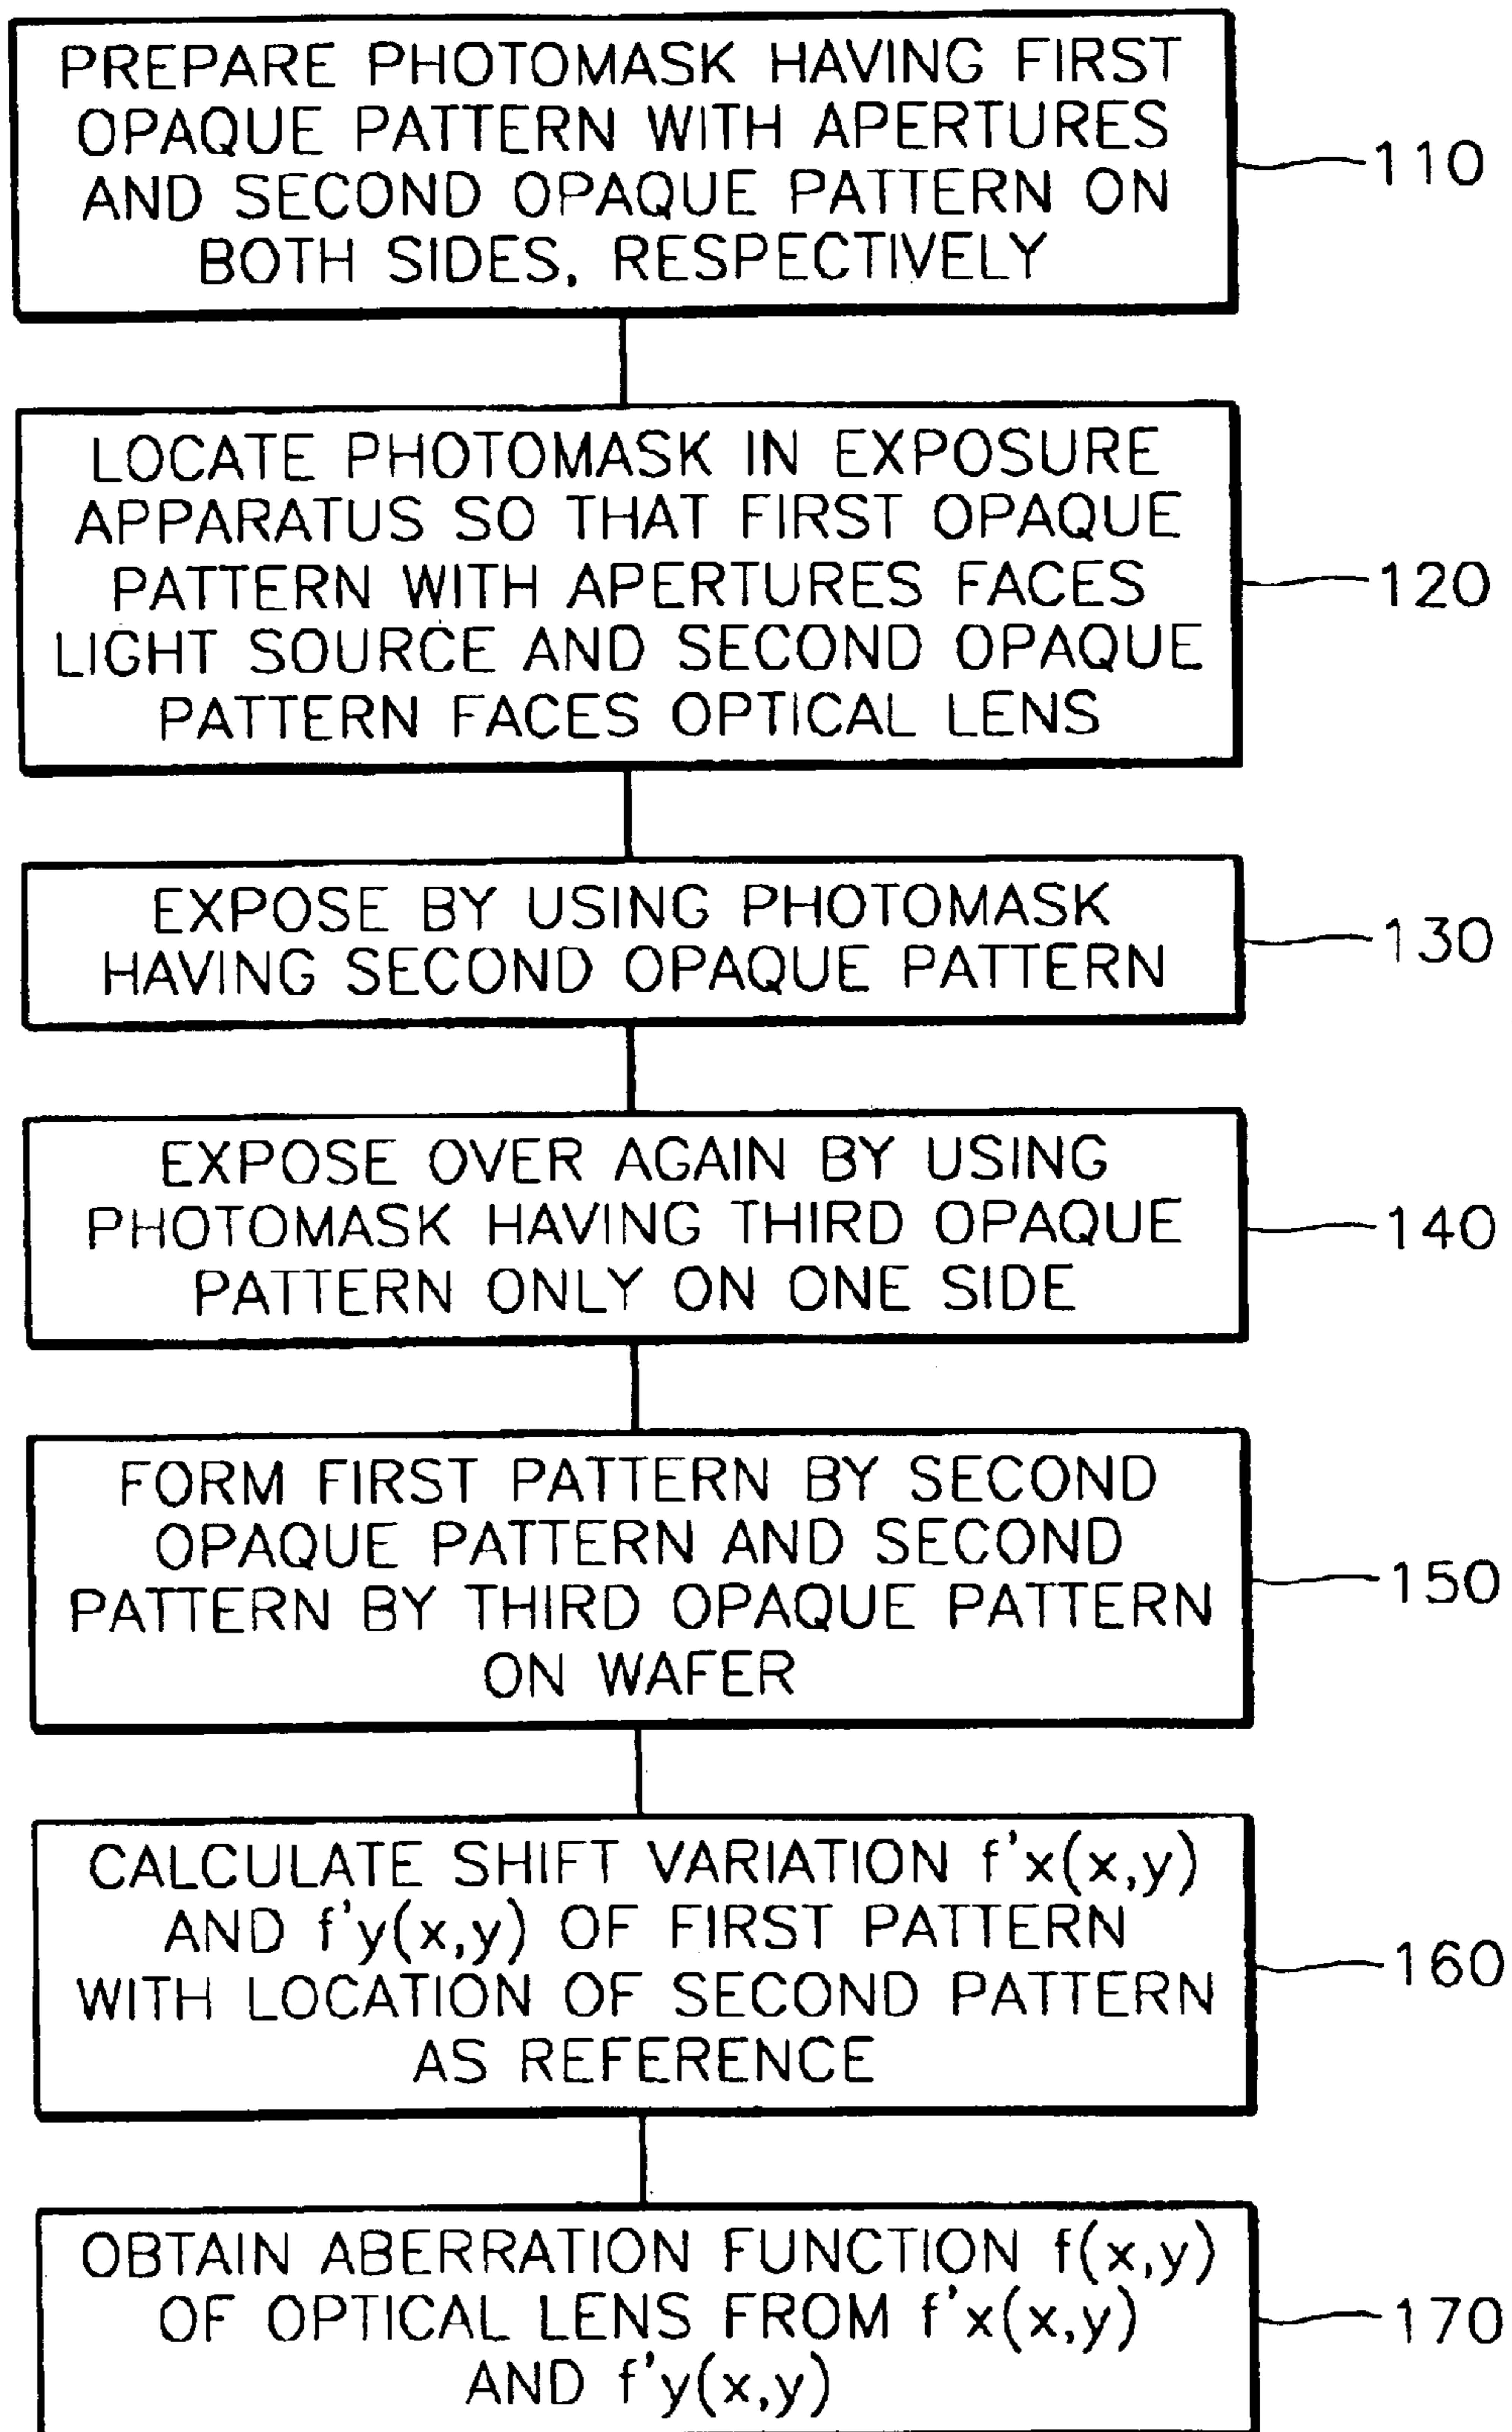 PREPARE PHOTOMASK HAVING FIRST
OPAQUE PATTERN WITH APERTURES
AND SECOND OPAQUE PATTERN ON
BOTH SIDES, RESPECTIVELY
110
LOCATE PHOTOMASK IN EXPOSURE
APPARATUS SO THAT FIRST OPAQUE
PATTERN WITH APERTURES FACES
LIGHT SOURCE AND SECOND OPAQUE
PATTERN FACES OPTICAL LENS
120
EXPOSE BY USING PHOTOMASK
HAVING SECOND OPAQUE PATTERN
130
EXPOSE OVER AGAIN BY USING
PHOTOMASK HAVING THIRD OPAQUE
PATTERN ONLY ON ONE SIDE
140
FORM FIRST PATTERN BY SECOND
OPAQUE PATTERN AND SECOND
PATTERN BY THIRD OPAQUE PATTERN
ON WAFER
150
CALCULATE SHIFT VARIATION f'x(x,y)
AND f'y(x,y) OF FIRST PATTERN
WITH LOCATION OF SECOND PATTERN
AS REFERENCE
160
OBTAIN ABERRATION FUNCTION f(x,y)
OF OPTICAL LENS FROM f'x(x,y)
AND f'y(x,y)
170